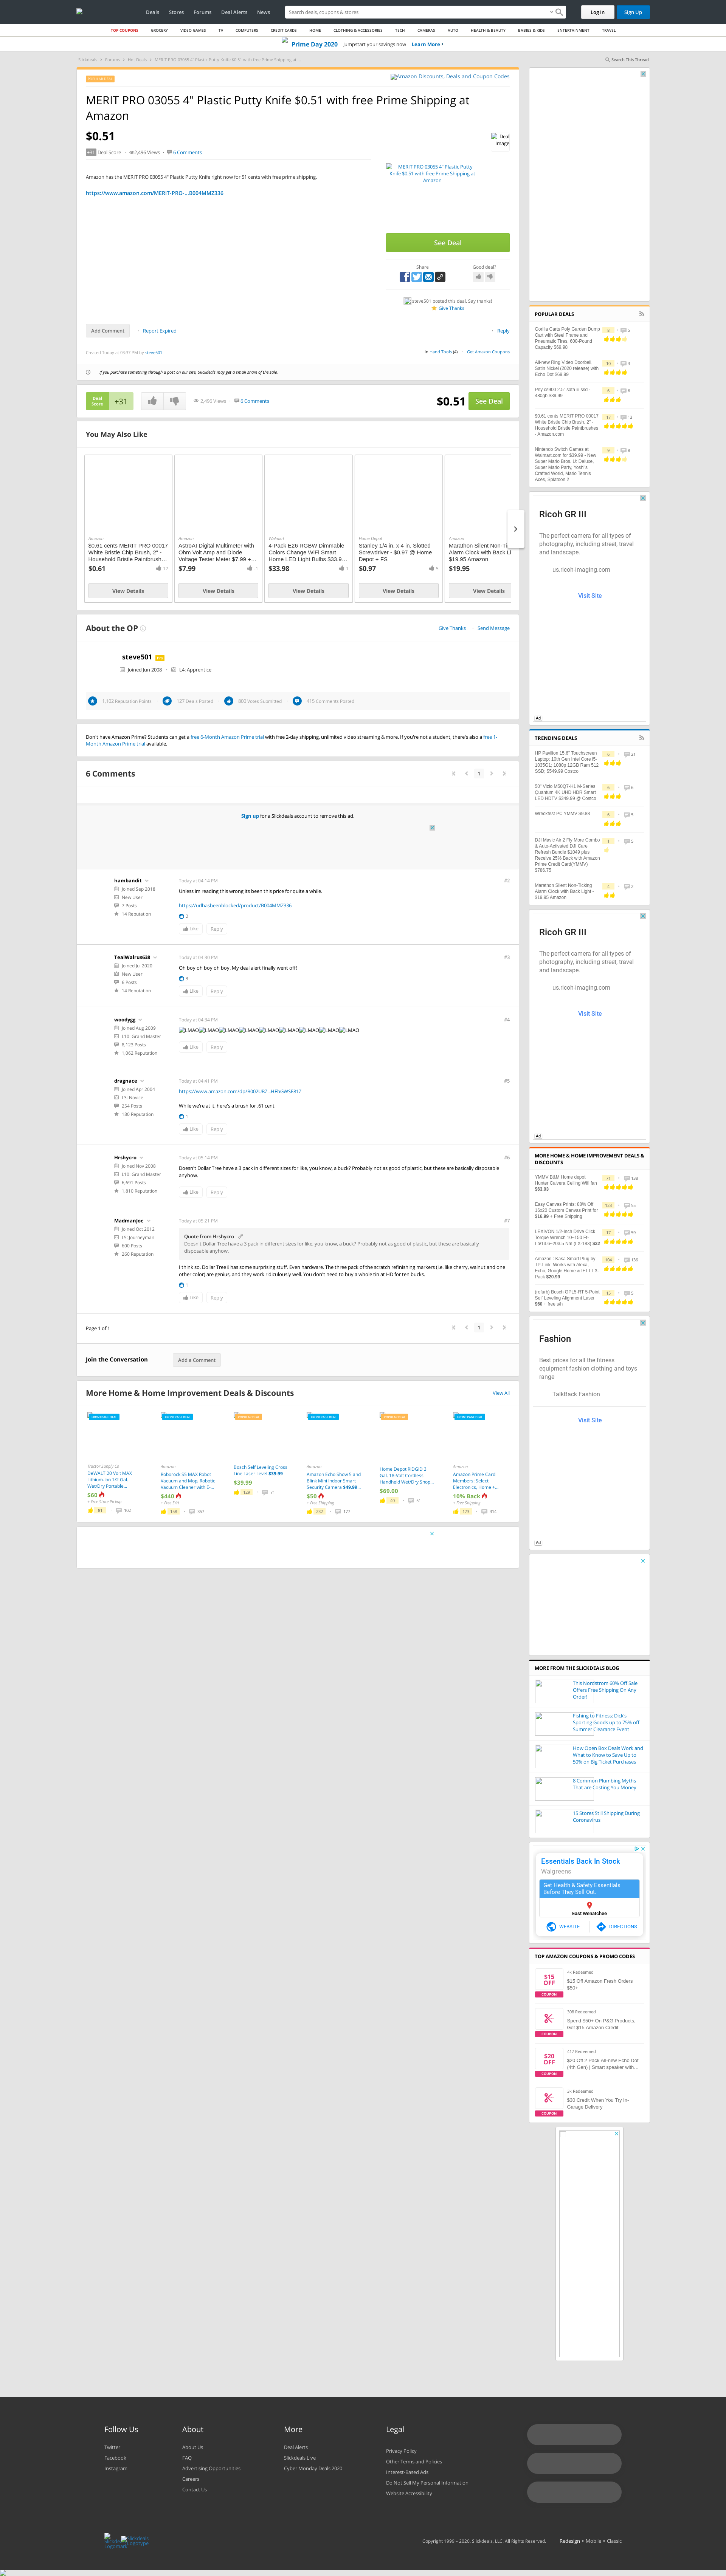 Deals Stores Forums Deal Alerts News
Search deals, coupons & stores
Log In
Sign Up
TOP COUPONS GROCERY VIDEO GAMES TV COMPUTERS CREDIT CARDS HOME CLOTHING & ACCESSORIES TECH CAMERAS AUTO HEALTH & BEAUTY BABIES & KIDS ENTERTAINMENT TRAVEL
Prime Day 2020 Jumpstart your savings now Learn More ›
Slickdeals > Forums > Hot Deals > MERIT PRO 03055 4" Plastic Putty Knife $0.51 with free Prime Shipping at ...
Search This Thread
Amazon Discounts, Deals and Coupon Codes
MERIT PRO 03055 4" Plastic Putty Knife $0.51 with free Prime Shipping at Amazon
$0.51
+31 Deal Score 2,496 Views 6 Comments
Deal Image
Amazon has the MERIT PRO 03055 4" Plastic Putty Knife right now for 51 cents with free prime shipping.
https://www.amazon.com/MERIT-PRO-...B004MMZ336
MERIT PRO 03055 4" Plastic Putty Knife $0.51 with free Prime Shipping at Amazon
See Deal
Share
Good deal?
steve501 posted this deal. Say thanks!
Give Thanks
Add Comment
Report Expired
Reply
Created Today at 03:51 PM by steve501
in Hand Tools (4)
Get Amazon Coupons
If you purchase something through a post on our site, Slickdeals may get a small share of the sale.
Deal Score +31
2,496 Views
6 Comments
$0.51
See Deal
You May Also Like
Amazon
$0.61 cents MERIT PRO 00017 White Bristle Chip Brush, 2" - Household Bristle Paintbrush...
$0.61 17
View Details
Amazon
AstroAI Digital Multimeter with Ohm Volt Amp and Diode Voltage Tester Meter $7.99 +...
$7.99
View Details
Walmart
4-Pack E26 RGBW Dimmable Colors Change WiFi Smart Home LED Light Bulbs $33.9...
$33.98
View Details
Home Depot
Stanley 1/4 in. x 4 in. Slotted Screwdriver - $0.97 @ Home Depot + FS
$0.97
View Details
Amazon
Marathon Silent Non-Ti
Alarm Clock with Back Li
$19.95 Amazon
$19.95
View Details
About the OP
Give Thanks
Send Message
steve501
Joined Jun 2008 L4: Apprentice
1,102 Reputation Points
127 Deals Posted
800 Votes Submitted
415 Comments Posted
Don't have Amazon Prime? Students can get a free 6-Month Amazon Prime trial with free 2-day shipping, unlimited video streaming & more. If you're not a student, there's also a free 1-Month Amazon Prime trial available.
6 Comments
1
Sign up for a Slickdeals account to remove this ad.
hambandit
Joined Sep 2018
New User
7 Posts
14 Reputation
Today at 04:14 PM
#2
Unless im reading this wrong its been this price for quite a while.
https://urlhasbeenblocked/product/B004MMZ336
2
Like
Reply
TealWalrus638
Joined Jul 2020
New User
6 Posts
14 Reputation
Today at 04:30 PM
#3
Oh boy oh boy oh boy. My deal alert finally went off!
3
Like
Reply
woodygg
Joined Aug 2009
L10: Grand Master
8,123 Posts
1,062 Reputation
Today at 04:34 PM
#4
LMAO LMAO LMAO LMAO LMAO LMAO LMAO LMAO LMAO
Like
Reply
dragnace
Joined Apr 2004
L3: Novice
254 Posts
180 Reputation
Today at 04:41 PM
#5
https://www.amazon.com/dp/B002UBZ...HFbGWSE81Z
While we're at it, here's a brush for .61 cent
1
Like
Reply
Hrshycro
Joined Nov 2008
L10: Grand Master
6,691 Posts
1,810 Reputation
Today at 05:14 PM
#6
Doesn't Dollar Tree have a 3 pack in different sizes for like, you know, a buck? Probably not as good of plastic, but these are basically disposable anyhow.
Like
Reply
MadmanJoe
Joined Oct 2012
L5: Journeyman
600 Posts
260 Reputation
Today at 05:21 PM
#7
Quote from Hrshycro
Doesn't Dollar Tree have a 3 pack in different sizes for like, you know, a buck? Probably not as good of plastic, but these are basically disposable anyhow.
I think so. Dollar Tree I has some surprising stuff. Even hardware. The three pack of the scratch refinishing markers (like cherry, walnut and one other color) are genius, and they work ridiculously well. You don't need to buy a whole tin at HD for ten bucks.
1
Like
Reply
Page 1 of 1
1
Join the Conversation
Add a Comment
More Home & Home Improvement Deals & Discounts
View All
Tractor Supply Co
DeWALT 20 Volt MAX Lithium-Ion 1/2 Gal. Wet/Dry Portable...
$60
+ Free Store Pickup
81 102
Amazon
Roborock S5 MAX Robot Vacuum and Mop, Robotic Vacuum Cleaner with E-...
$440
+ Free S/H
158 357
Bosch Self Leveling Cross Line Laser Level $39.99
$39.99
129 71
Amazon
Amazon Echo Show 5 and Blink Mini Indoor Smart Security Camera $49.99...
$50
+ Free Shipping
232 177
Home Depot RIDGID 3 Gal. 18-Volt Cordless Handheld Wet/Dry Shop...
$69.00
40 51
Amazon
Amazon Prime Card Members: Select Electronics, Home +...
10% Back
+ Free Shipping
173 314
POPULAR DEALS
Gorilla Carts Poly Garden Dump Cart with Steel Frame and Pneumatic Tires, 600-Pound Capacity $69.98
All-new Ring Video Doorbell, Satin Nickel (2020 release) with Echo Dot $69.99
Pny cs900 2.5'' sata iii ssd - 480gb $39.99
$0.61 cents MERIT PRO 00017 White Bristle Chip Brush, 2" - Household Bristle Paintbrushes - Amazon.com
17 13
Nintendo Switch Games at Walmart.com for $39.88 - New Super Mario Bros. U: Deluxe, Super Mario Party, Yoshi's Crafted World, Mario Tennis Aces, Splatoon 2
Ricoh GR III
The perfect camera for all types of photography, including street, travel and landscape.
us.ricoh-imaging.com
Visit Site
Ad
TRENDING DEALS
HP Pavilion 15.6" Touchscreen Laptop; 10th Gen Intel Core i5-1035G1; 1080p 12GB Ram 512 SSD; $549.99 Costco
6 21
50" Vizio M50Q7-H1 M-Series Quantum 4K UHD HDR Smart LED HDTV $349.99 @ Costco
Wreckfest PC YMMV $9.89
DJI Mavic Air 2 Fly More Combo & Auto-Activated DJI Care Refresh Bundle $1049 plus Receive 25% Back with Amazon Prime Credit Card(YMMV) $786.75
1 5
Marathon Silent Non-Ticking Alarm Clock with Back Light - $19.95 Amazon
4 2
Ricoh GR III
The perfect camera for all types of photography, including street, travel and landscape.
us.ricoh-imaging.com
Visit Site
Ad
MORE HOME & HOME IMPROVEMENT DEALS & DISCOUNTS
YMMV B&M Home depot Hunter Calvera Ceiling Wifi fan $83.03
71 138
Easy Canvas Prints: 88% Off 16x20 Custom Canvas Print for $16.99 + Free Shipping
LEXIVON 1/2-Inch Drive Click Torque Wrench 10~150 Ft-Lb/13.6~203.5 Nm (LX-183) $32
77 59
Amazon : Kasa Smart Plug by TP-Link, Works with Alexa, Echo, Google Home & IFTTT 3-Pack $20.99
104 136
(refurb) Bosch GPL5-RT 5-Point Self Leveling Alignment Laser $60 + free s/h
15 5
Fashion
Best prices for all the fitness equipment fashion clothing and toys range
TalkBack Fashion
Visit Site
Ad
MORE FROM THE SLICKDEALS BLOG
This Nordstrom 60% Off Sale Offers Free Shipping On Any Order!
Fishing to Fitness: Dick's Sporting Goods up to 75% off Summer Clearance Event
How Open Box Deals Work and What to Know to Save Up to 50% on Big Ticket Purchases
8 Common Plumbing Myths That are Costing You Money
15 Stores Still Shipping During Coronavirus
Essentials Back In Stock
Walgreens
Get Health & Safety Essentials Before They Sell Out.
East Wenatchee
WEBSITE
DIRECTIONS
TOP AMAZON COUPONS & PROMO CODES
$15 OFF
COUPON
4k Redeemed
$15 Off Amazon Fresh Orders $50+
COUPON
308 Redeemed
Spend $50+ On P&G Products, Get $15 Amazon Credit
$20 OFF
COUPON
417 Redeemed
$20 Off 2 Pack All-new Echo Dot (4th Gen) | Smart speaker with...
COUPON
7k Redeemed
$30 Credit When You Try In-Garage Delivery
Follow Us
Twitter
Facebook
Instagram
About
About Us
FAQ
Advertising Opportunities
Careers
Contact Us
More
Deal Alerts
Slickdeals Live
Cyber Monday Deals 2020
Legal
Privacy Policy
Other Terms and Policies
Interest-Based Ads
Do Not Sell My Personal Information
Website Accessibility
Copyright 1999 - 2020. Slickdeals, LLC. All Rights Reserved.
Redesign • Mobile • Classic